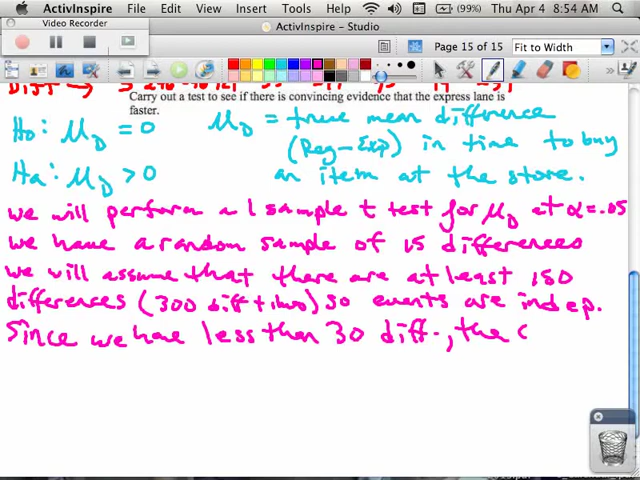 ActivInspire File Edit View Insert Tools Help (99%) Thu Apr 4 8:54 AM
Video Recorder
ActivInspire - Studio
Page 15 of 15 Fit to Width
Diff →
Carry out a test to see if there is convincing evidence that the express lane is
faster.
Ho: μD = 0 μD = true mean difference
(Reg-Exp) in time to buy
Ha: μD > 0 an item at the store.
we will perform a 1 sample t test for μD at α=.05
we have a random sample of 15 differences
we will assume that there are at least 150
differences (300 diff times) so events are indep.
Since we have less than 30 diff., the